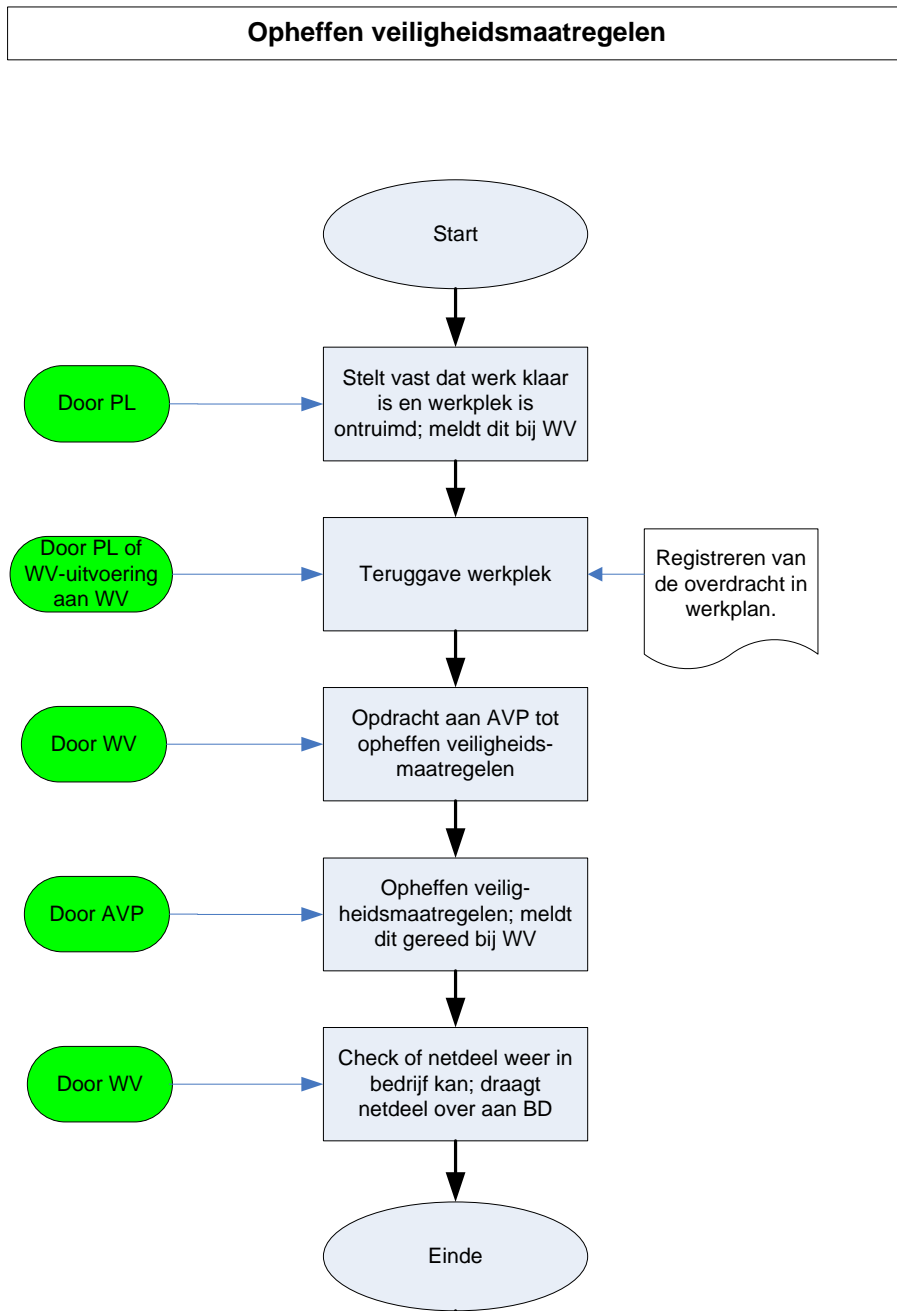 Opheffen veiligheidsmaatregelen
Start
Door PL
Stelt vast dat werk klaar
is en werkplek is
ontruimd; meldt dit bij WV
Door PL of
WV-uitvoering
aan WV
Teruggave werkplek
Registreren van
de overdracht in
werkplan.
Door WV
Opdracht aan AVP tot
opheffen veiligheids-
maatregelen
Door AVP
Opheffen veilig-
heidsmaatregelen; meldt
dit gereed bij WV
Door WV
Check of netdeel weer in
bedrijf kan; draagt
netdeel over aan BD
Einde